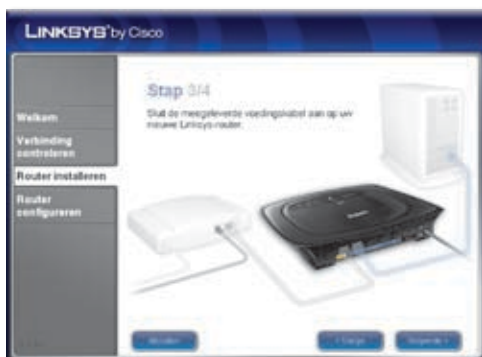 LINKSYS by Cisco
Stap 3/4
Sluit de meegeleverde voedingskabel aan op uw
nieuwe Linksys-router.
Welkom
Verbinding
controleren
Router installeren
Router
configureren